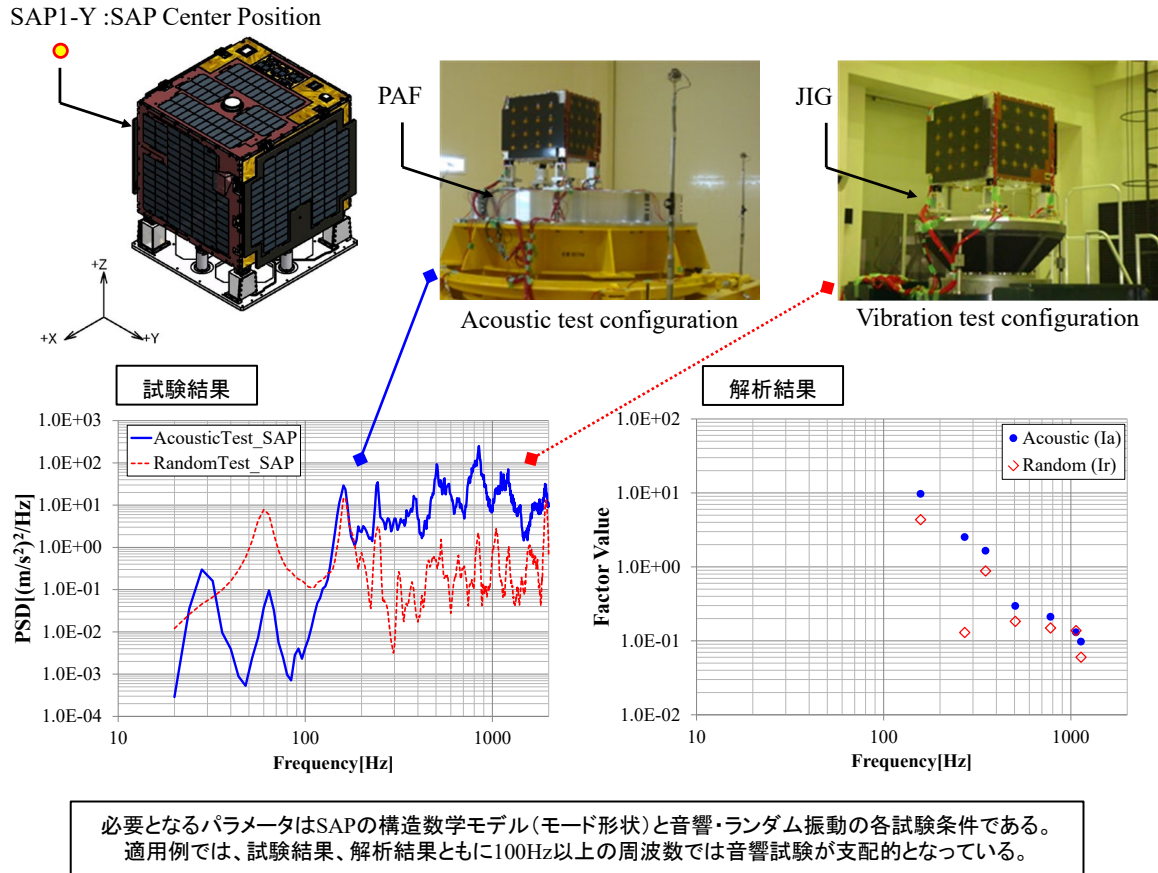 SAP1-Y :SAP Center Position
PAF
JIG
+Z
+X
+Y
Acoustic test configuration
Vibration test configuration
試験結果
1.0E+03
1.0E+02
1.0E+01
1.0E+00
1.0E-01
1.0E-02
1.0E-03
1.0E-04
PSD[(m/s²)²/Hz]
AcousticTest_SAP
RandomTest_SAP
10
100
1000
Frequency[Hz]
解析結果
1.0E+02
1.0E+01
1.0E+00
1.0E-01
1.0E-02
Factor Value
Acoustic (Ia)
Random (Ir)
10
100
1000
Frequency[Hz]
必要となるパラメータはSAPの構造数学モデル(モード形状)と音響・ランダム振動の各試験条件である。
適用例では、試験結果、解析結果ともに100Hz以上の周波数では音響試験が支配的となっている。